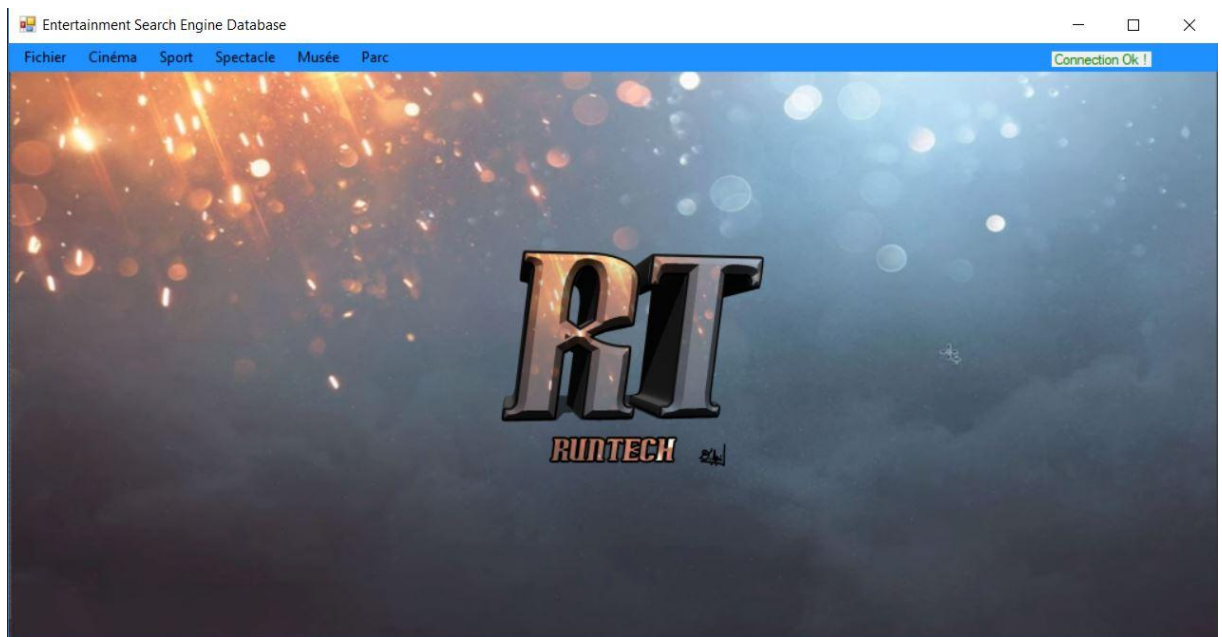 Entertainment Search Engine Database
Fichier Cinéma Sport Spectacle Musée Parc
Connection Ok !
RT
RUNTECH